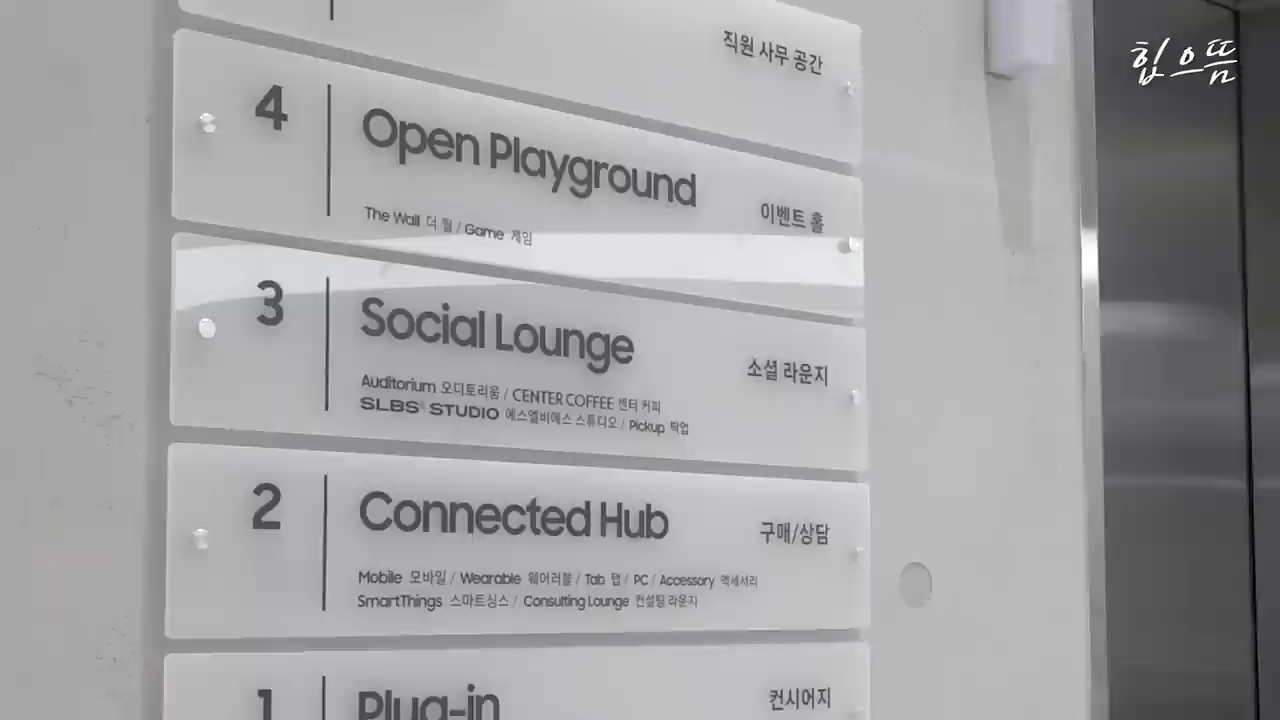 직원 사무 공간
힙으뜸
4
Open Playground
이벤트 홀
The Wall 더 월 / Game 게임
3
Social Lounge
소셜 라운지
Auditorium 오디토리움 / CENTER COFFEE 센터 커피
SLBS® STUDIO 에스엘비에스 스튜디오 / Pickup 픽업
2
Connected Hub
구매/상담
Mobile 모바일 / Wearable 웨어러블 / Tab 탭 / PC / Accessory 액세서리
SmartThings 스마트싱스 / Consulting Lounge 컨설팅 라운지
1
Plug-in
컨시어지